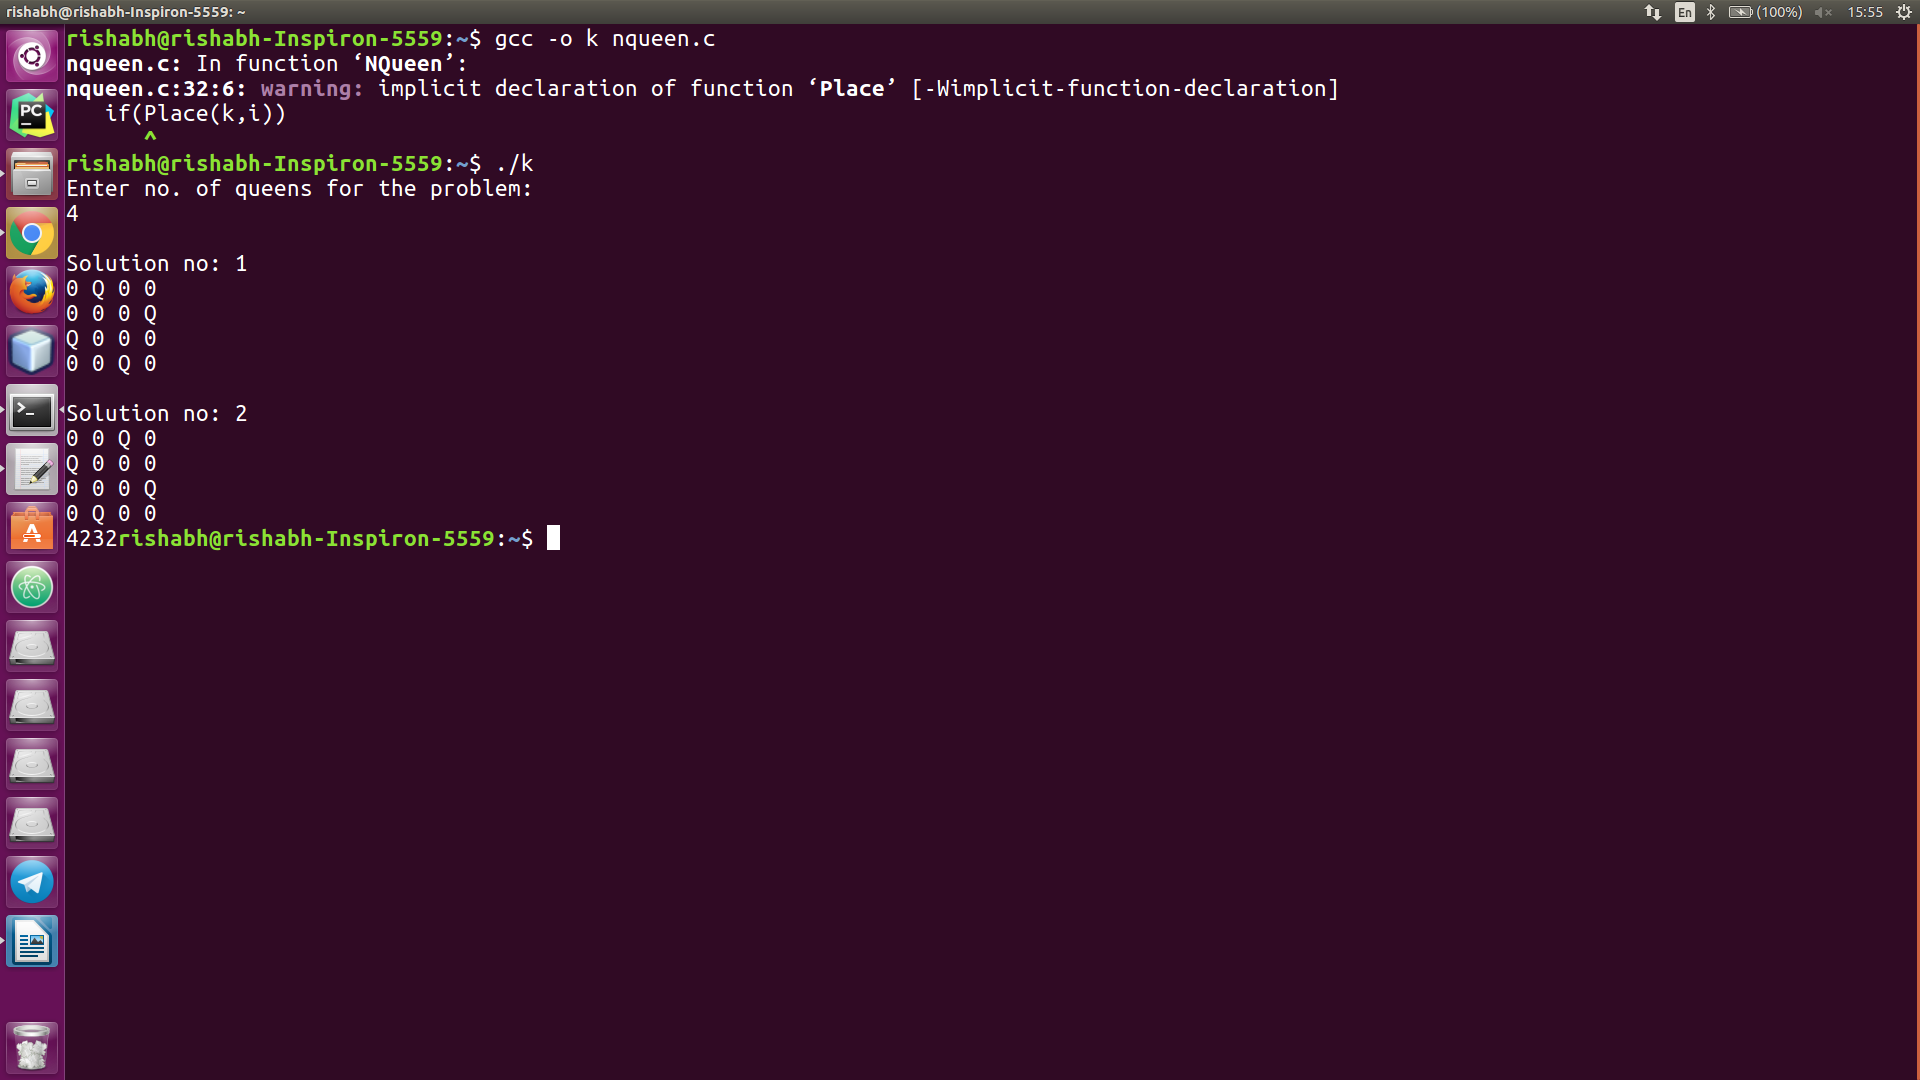 rishabh@rishabh-Inspiron-5559: ~
En
(100%)
15:55
rishabh@rishabh-Inspiron-5559:~$ gcc -o k nqueen.c
nqueen.c: In function ‘NQueen’:
nqueen.c:32:6: warning: implicit declaration of function ‘Place’ [-Wimplicit-function-declaration]
if(Place(k,i))
^
rishabh@rishabh-Inspiron-5559:~$ ./k
Enter no. of queens for the problem:
4
Solution no: 1
0 Q 0 0
0 0 0 Q
Q 0 0 0
0 0 Q 0
Solution no: 2
0 0 Q 0
Q 0 0 0
0 0 0 Q
0 Q 0 0
4232rishabh@rishabh-Inspiron-5559:~$
PC